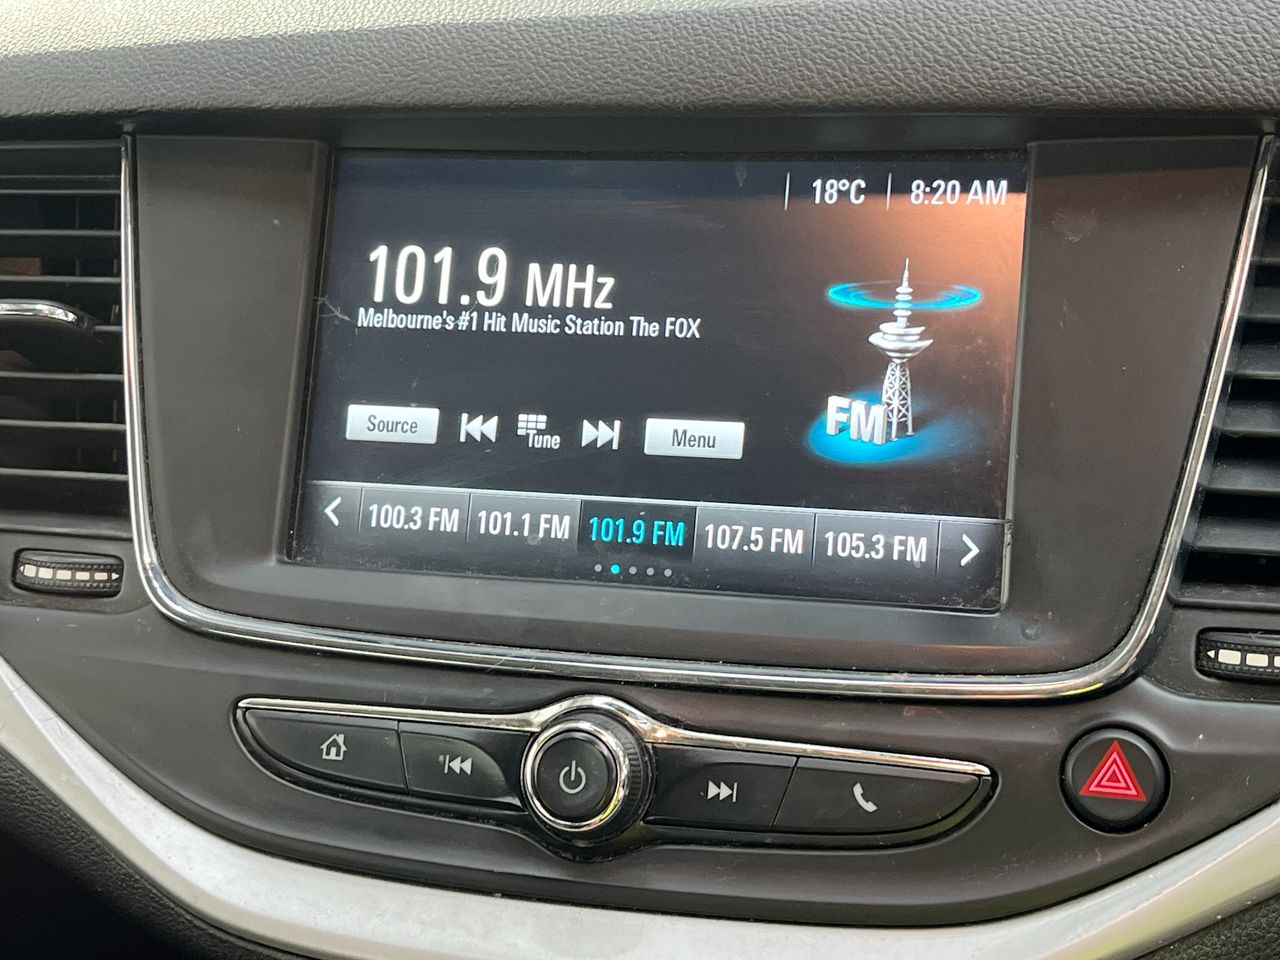 18°C 8:20 AM
101.9 MHz
Melbourne's #1 Hit Music Station The FOX
FM
Source Tune Menu
100.3 FM 101.1 FM 101.9 FM 107.5 FM 105.3 FM